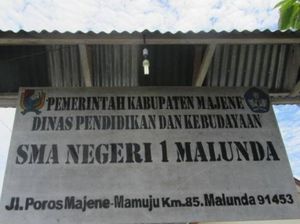 PEMERINTAH KABUPATEN MAJENE
DINAS PENDIDIKAN DAN KEBUDAYAAN
SMA NEGERI 1 MALUNDA
Jl. Poros Majene-Mamuju Km.85. Malunda 91453